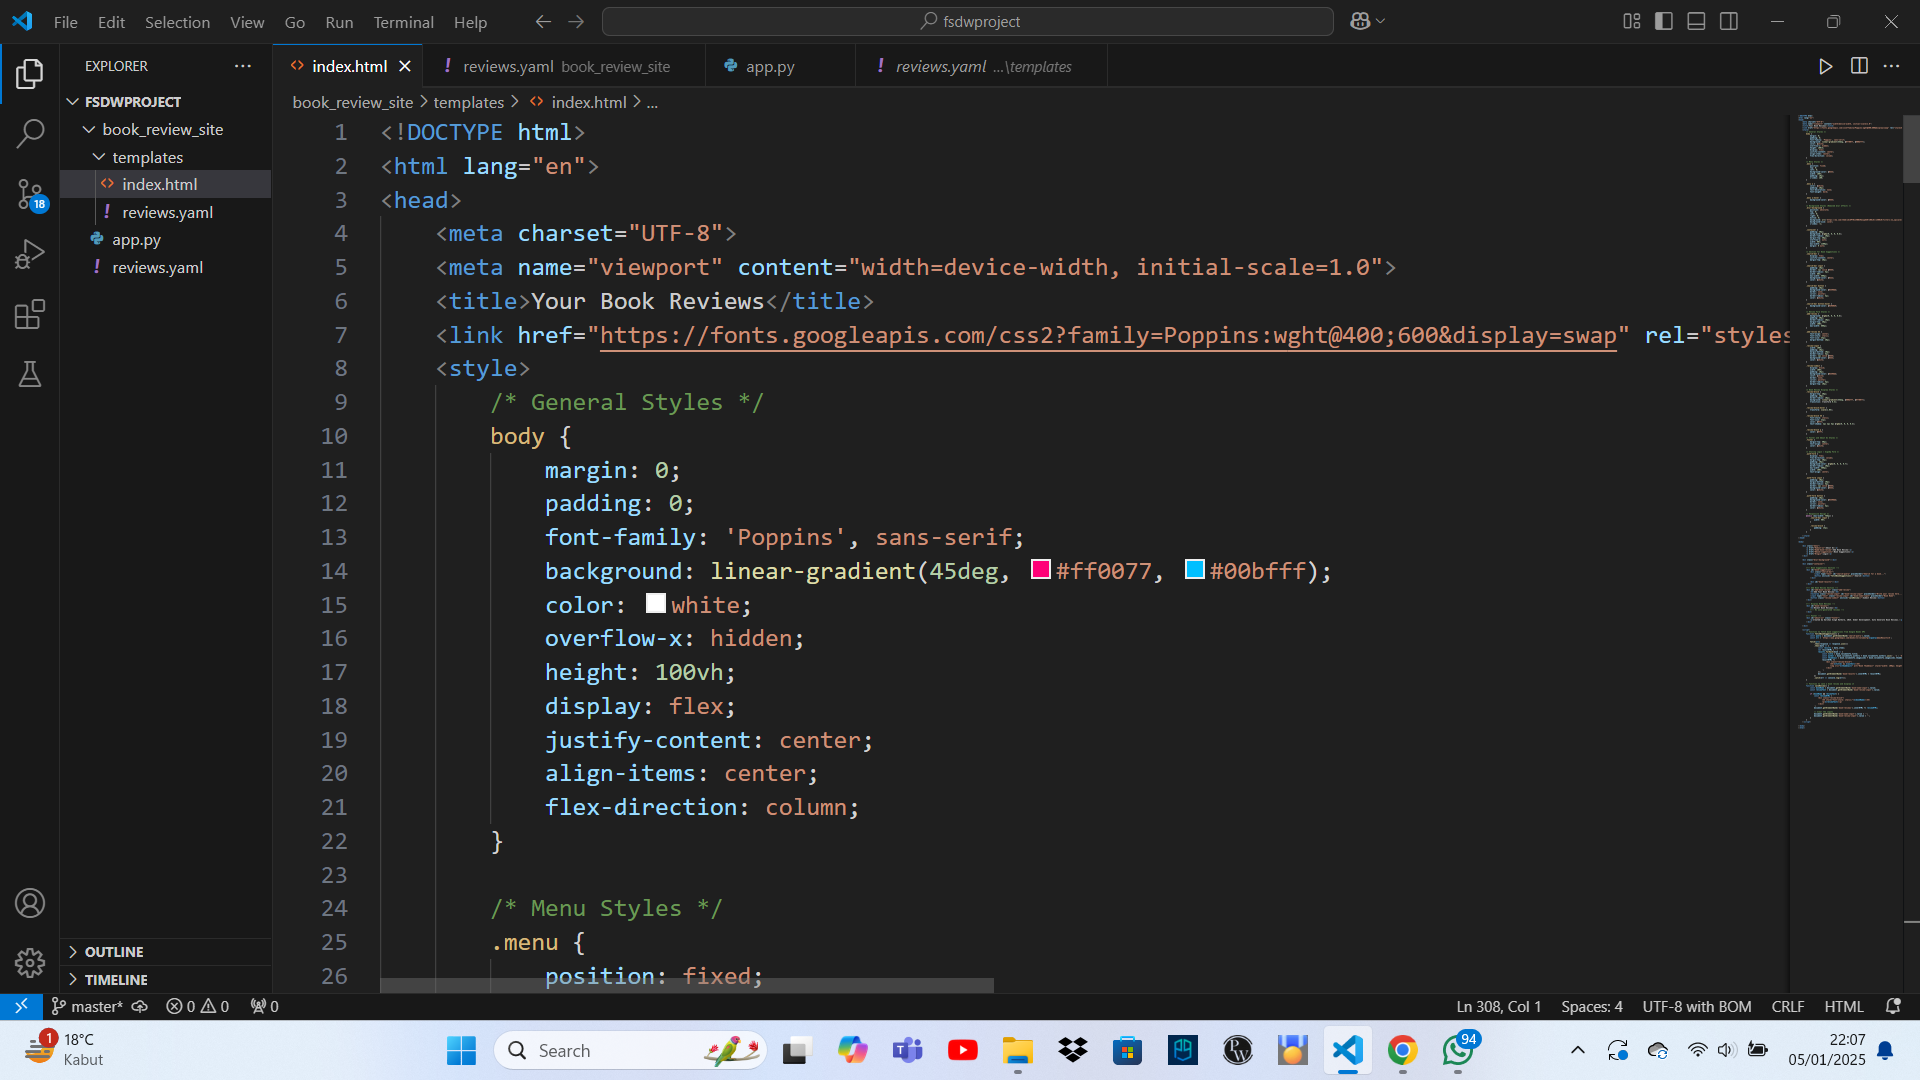 File Edit Selection View Go Run Terminal Help
fsdwproject
EXPLORER
FSDWPROJECT
book_review_site
templates
index.html
reviews.yaml
app.py
reviews.yaml
OUTLINE
TIMELINE
index.html
reviews.yaml book_review_site
app.py
reviews.yaml ...\templates
book_review_site > templates > index.html > ...
1 <!DOCTYPE html>
2 <html lang="en">
3 <head>
4 <meta charset="UTF-8">
5 <meta name="viewport" content="width=device-width, initial-scale=1.0">
6 <title>Your Book Reviews</title>
7 <link href="https://fonts.googleapis.com/css2?family=Poppins:wght@400;600&display=swap" rel="styles
8 <style>
9 /* General Styles */
10 body {
11 margin: 0;
12 padding: 0;
13 font-family: 'Poppins', sans-serif;
14 background: linear-gradient(45deg, #ff0077, #00bfff);
15 color: white;
16 overflow-x: hidden;
17 height: 100vh;
18 display: flex;
19 justify-content: center;
20 align-items: center;
21 flex-direction: column;
22 }
23
24 /* Menu Styles */
25 .menu {
26 position: fixed;
18
master* 0 0 0
Ln 308, Col 1 Spaces: 4 UTF-8 with BOM CRLF HTML
1
18°C
Kabut
Search
94
22:07
05/01/2025